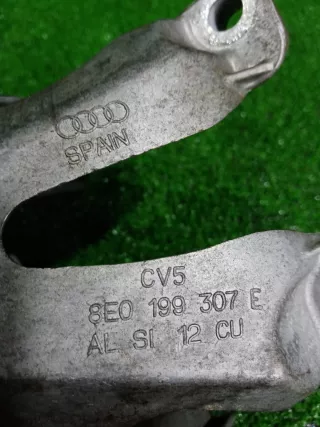 SPAIN
CV5
8E0 199 307 E
AL SI 12 CU